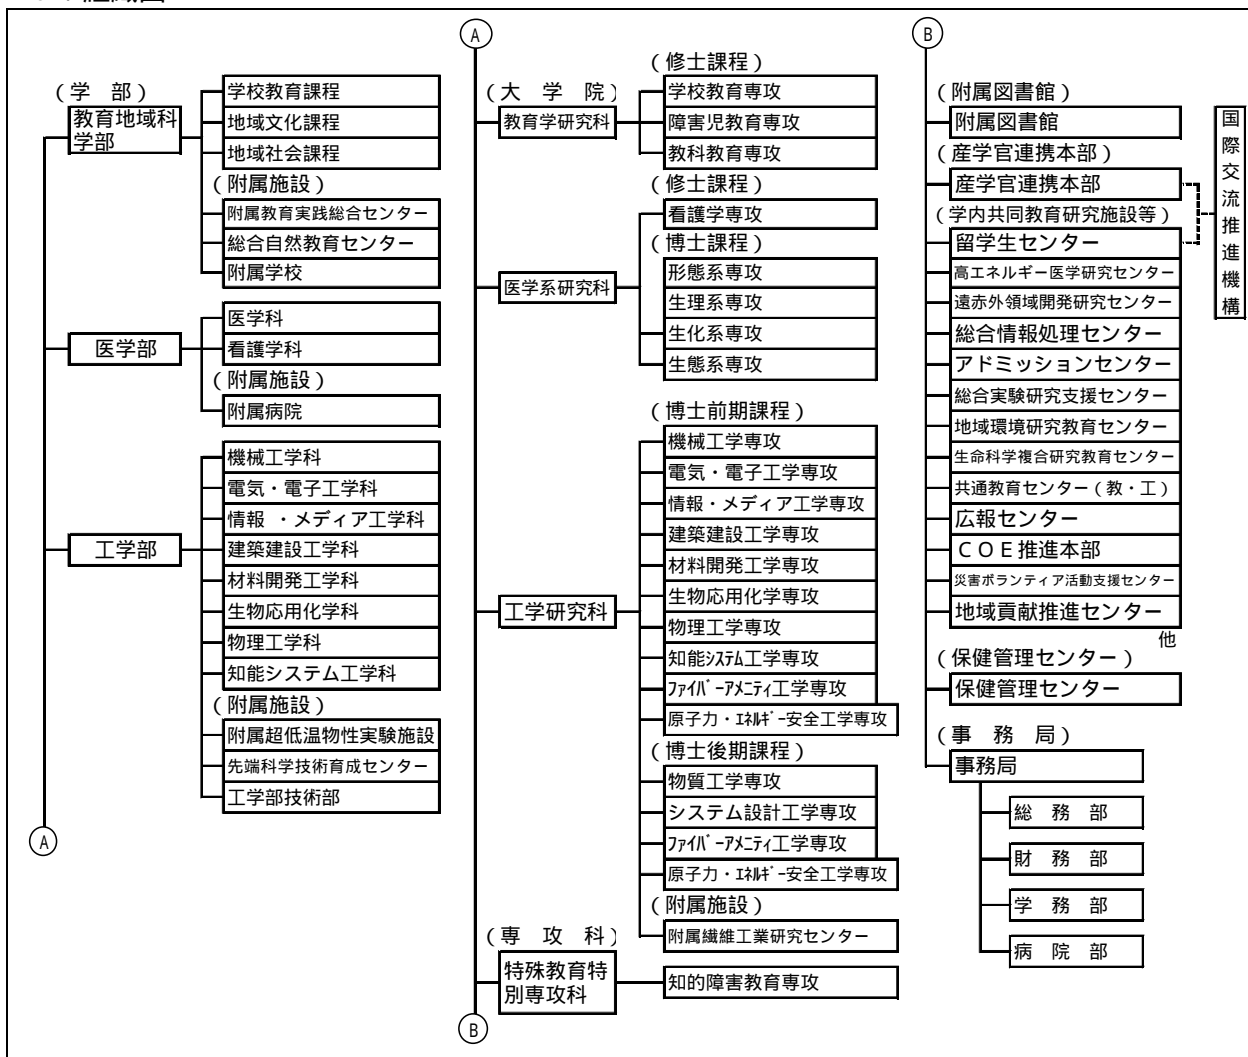 （学　部）
教育地域科
学部
学校教育課程
地域文化課程
地域社会課程
（附属施設）
附属教育実践総合センター
総合自然教育センター
附属学校
医学部
医学科
看護学科
（附属施設）
附属病院
工学部
機械工学科
電気・電子工学科
情報 ・メディア工学科
建築建設工学科
材料開発工学科
生物応用化学科
物理工学科
知能システム工学科
（附属施設）
附属超低温物性実験施設
先端科学技術育成センター
工学部技術部
A
A
（大　学　院）
教育学研究科
（修士課程）
学校教育専攻
障害児教育専攻
教科教育専攻
医学系研究科
（修士課程）
看護学専攻
（博士課程）
形態系専攻
生理系専攻
生化系専攻
生態系専攻
工学研究科
（博士前期課程）
機械工学専攻
電気・電子工学専攻
情報・メディア工学専攻
建築建設工学専攻
材料開発工学専攻
生物応用化学専攻
物理工学専攻
知能ｼｽﾃﾑ工学専攻
ﾌｧｲﾊﾞｰｱﾒﾆﾃｨ工学専攻
原子力・ｴﾈﾙｷﾞｰ安全工学専攻
（博士後期課程）
物質工学専攻
システム設計工学専攻
ﾌｧｲﾊﾞｰｱﾒﾆﾃｨ工学専攻
原子力・ｴﾈﾙｷﾞｰ安全工学専攻
（附属施設）
附属繊維工業研究センター
（専　攻　科）
特殊教育特
別専攻科
知的障害教育専攻
B
B
（附属図書館）
附属図書館
（産学官連携本部）
産学官連携本部
（学内共同教育研究施設等）
留学生センター
高エネルギー医学研究センター
遠赤外領域開発研究センター
総合情報処理センター
アドミッションセンター
総合実験研究支援センター
地域環境研究教育センター
生命科学複合研究教育センター
共通教育センター（教・工）
広報センター
ＣＯＥ推進本部
災害ボランティア活動支援センター
地域貢献推進センター
他
国際交流推進機構
（保健管理センター）
保健管理センター
（事　務　局）
事務局
総　務　部
財　務　部
学　務　部
病　院　部